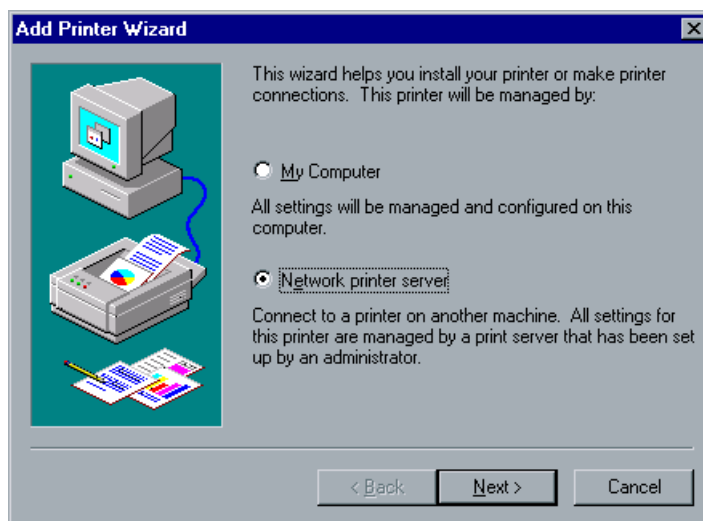 Add Printer Wizard
This wizard helps you install your printer or make printer
connections.  This printer will be managed by:
My Computer
All settings will be managed and configured on this
computer.
Network printer server
Connect to a printer on another machine.  All settings for
this printer are managed by a print server that has been set
up by an administrator.
< Back
Next >
Cancel